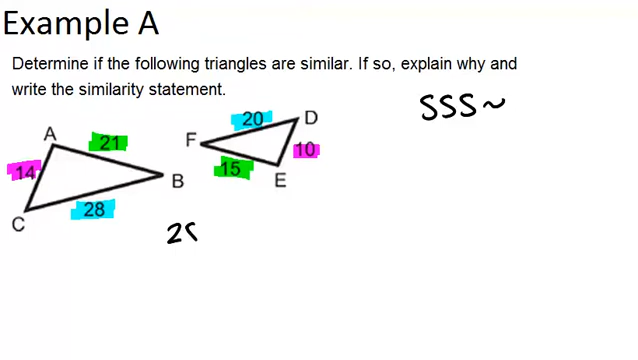 Example A
Determine if the following triangles are similar. If so, explain why and
write the similarity statement.
SSS~
20
D
A
21
F
10
14
15
B
E
28
C